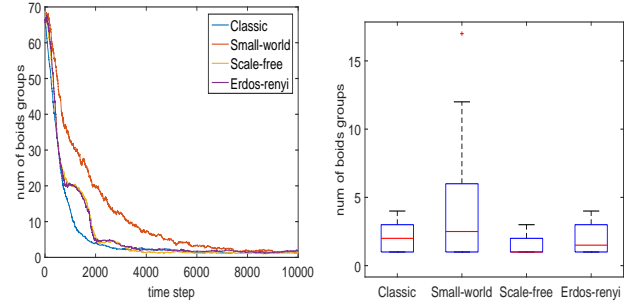 70
60
50
40
30
20
10
0
num of boids groups
0 2000 4000 6000 8000 10000
time step
Classic
Small-world
Scale-free
Erdos-renyi
15
10
5
0
num of boids groups
Classic Small-world Scale-free Erdos-renyi